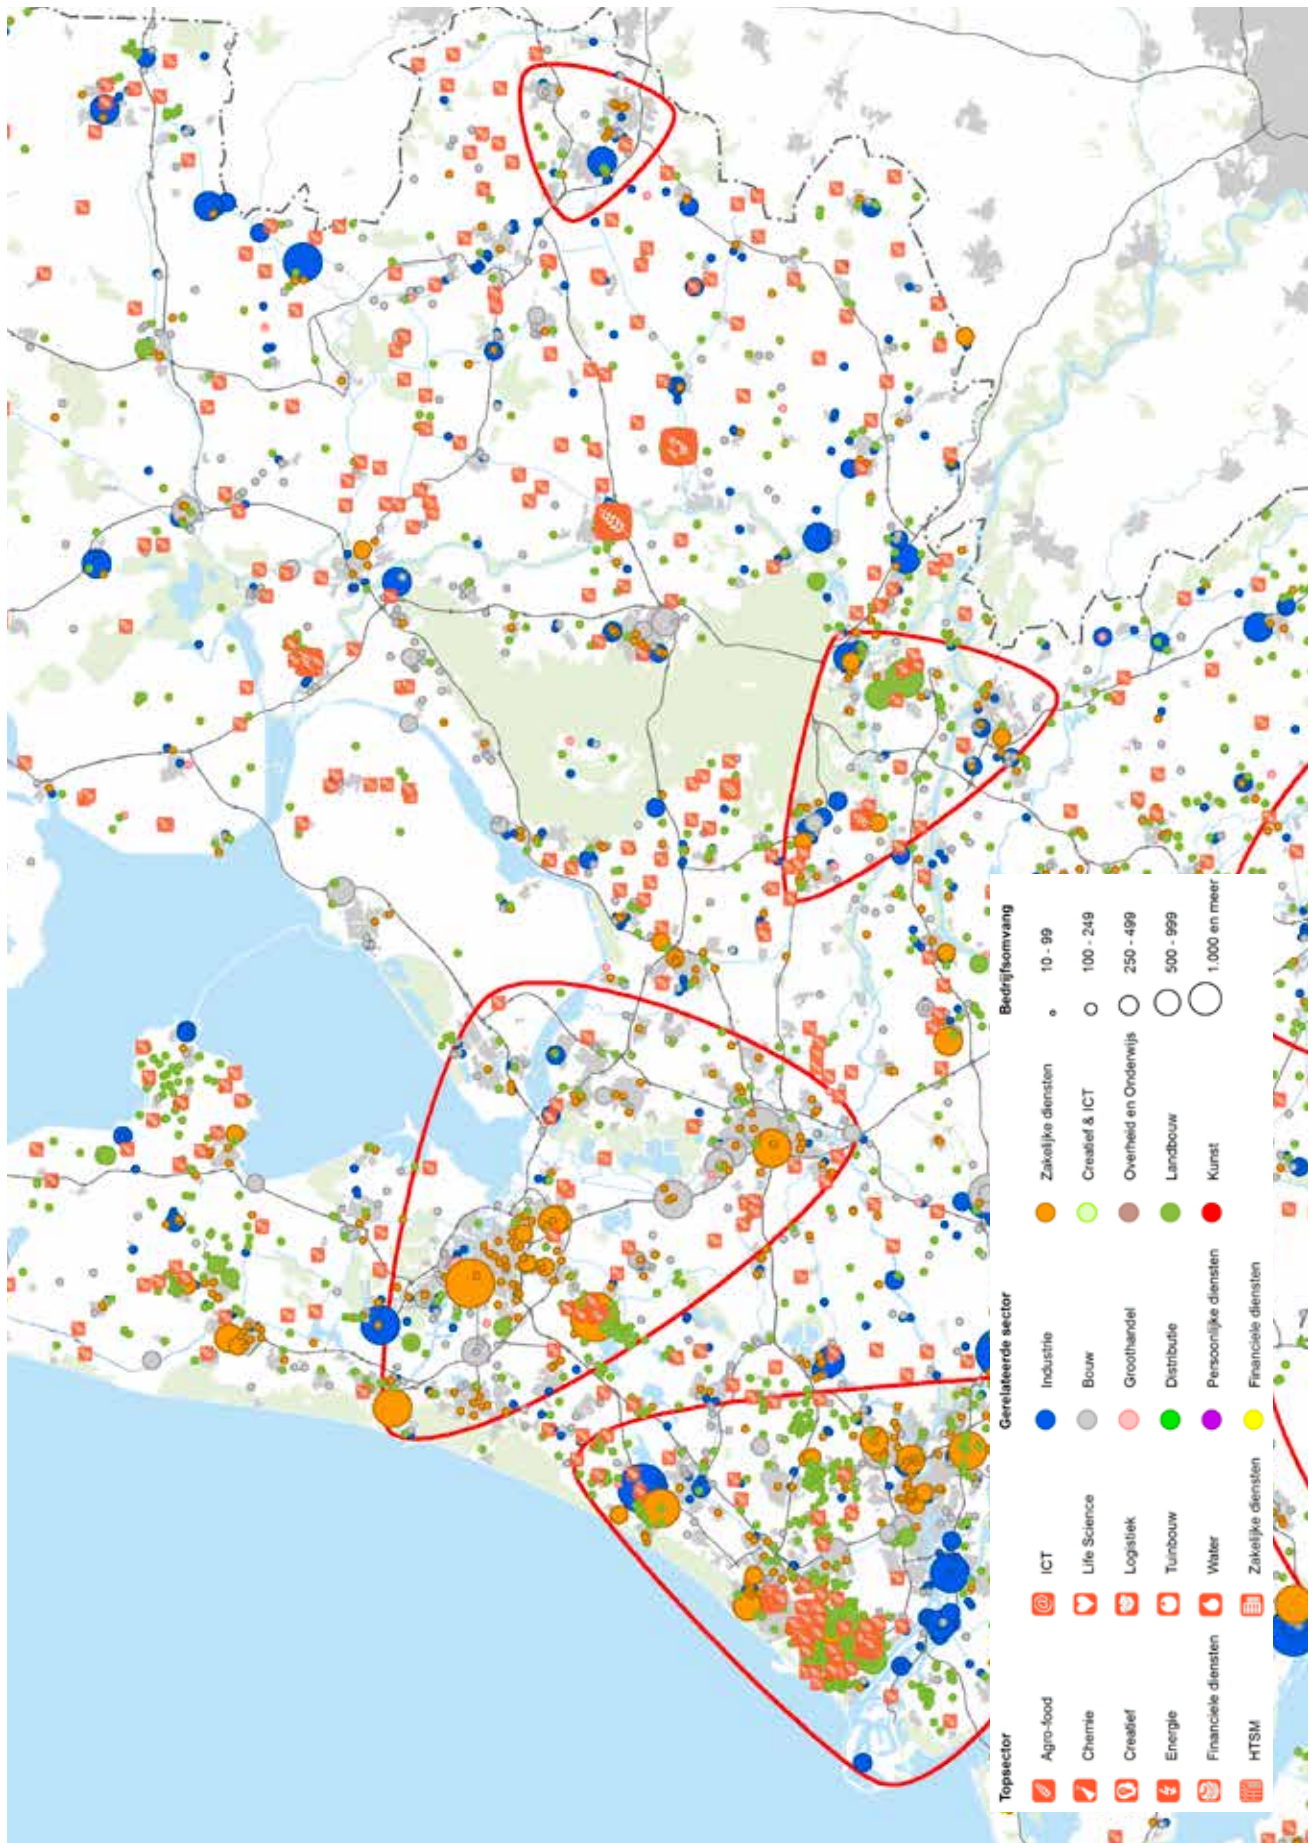 Topsector
Agro-food
Chemie
Creatief
Energie
Financiele diensten
HTSM
ICT
Life Science
Logistiek
Tuinbouw
Water
Zakelijke diensten
Gerelateerde sector
Industrie
Bouw
Groothandel
Distributie
Persoonlijke diensten
Financiele diensten
Zakelijke diensten
Creatief & ICT
Overheid en Onderwijs
Landbouw
Kunst
Bedrijfsomvang
10 - 99
100 - 249
250 - 499
500 - 999
1.000 en meer